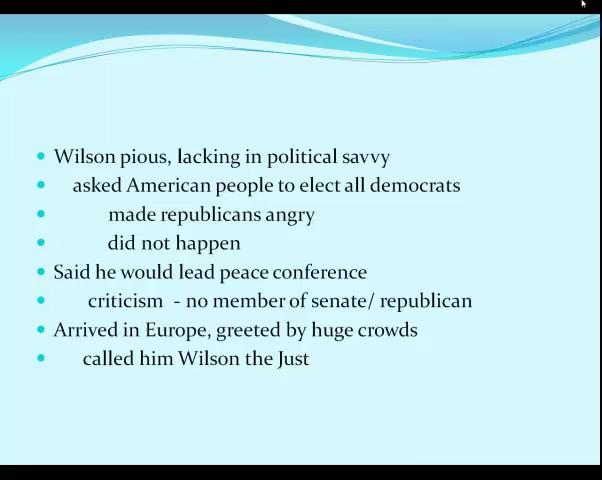 Wilson pious, lacking in political savvy
asked American people to elect all democrats
made republicans angry
did not happen
Said he would lead peace conference
criticism - no member of senate/ republican
Arrived in Europe, greeted by huge crowds
called him Wilson the Just